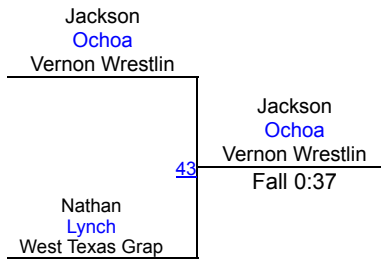 Jackson
Ochoa
Vernon Wrestlin
Jackson
Ochoa
Vernon Wrestlin
43
Fall 0:37
Nathan
Lynch
West Texas Grap